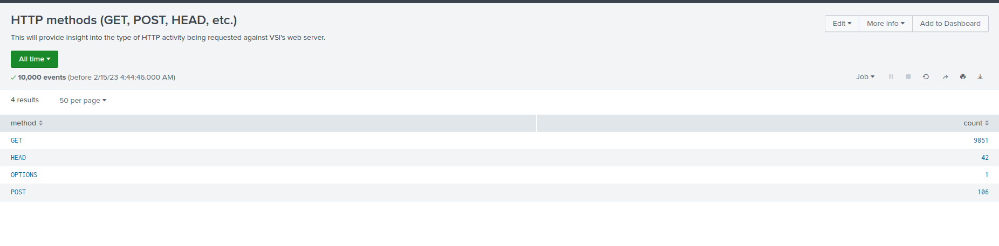 HTTP methods (GET, POST, HEAD, etc.)
Edit More Info Add to Dashboard
This will provide insight into the type of HTTP activity being requested against VSI's web server.
All time
10,000 events (before 2/15/23 4:44:46.000 AM)
Job
4 results 50 per page
method count
GET 9851
HEAD 42
OPTIONS 1
POST 106